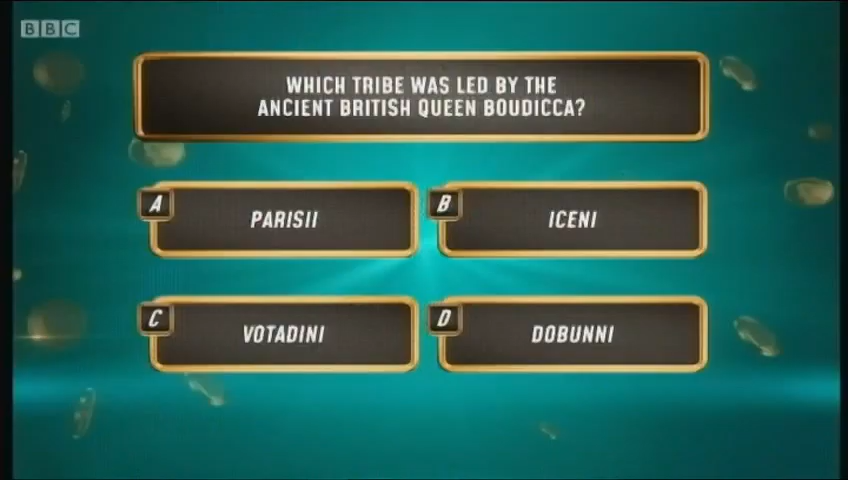 BBC
WHICH TRIBE WAS LED BY THE
ANCIENT BRITISH QUEEN BOUDICCA?
A
PARISII
B
ICENI
C
VOTADINI
D
DOBUNNI